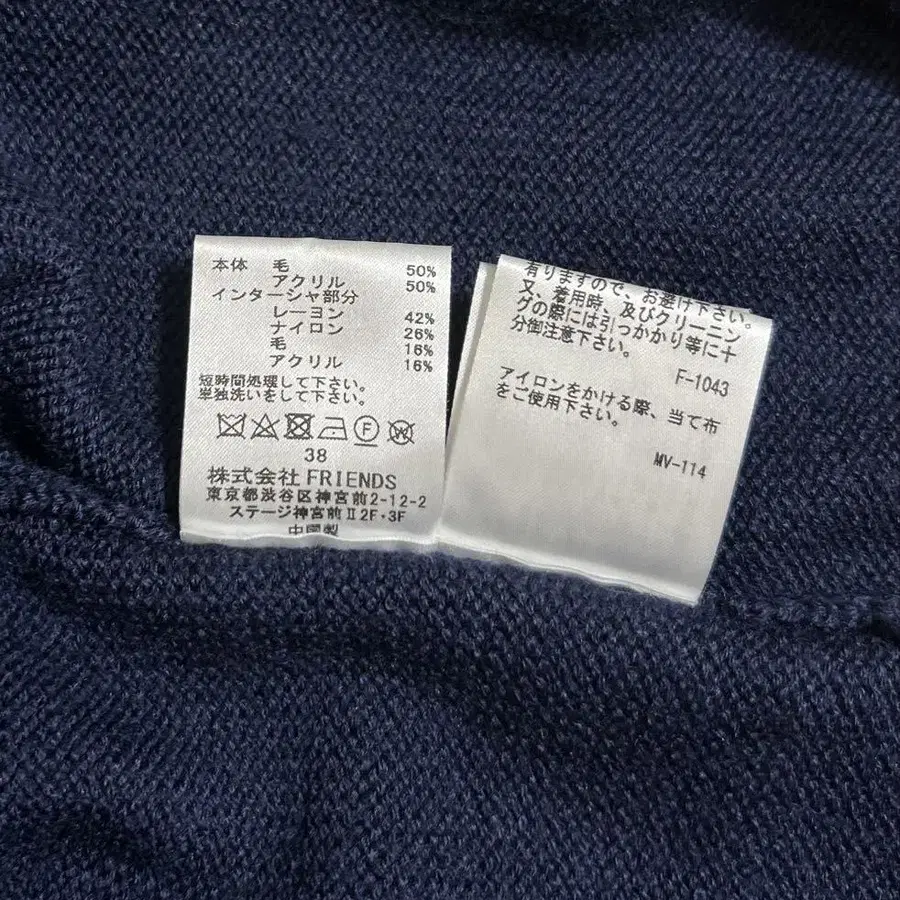 本体 毛 50%
アクリル 50%
インターシャ部分
レーヨン 42%
ナイロン 26%
毛 16%
アクリル 16%
短時間処理して下さい。
単独洗いをして下さい。
F W
38
株式会社 FRIENDS
東京都渋谷区神宮前2-12-2
ステージ神宮前Ⅱ2F・3F
中国製
有りますので、お避け下さい。
又、着用時、及びクリーニン
グの際には引っかかり等に十
分御注意下さい。
F-1043
アイロンをかける際、当て布
をご使用下さい。
MV-114